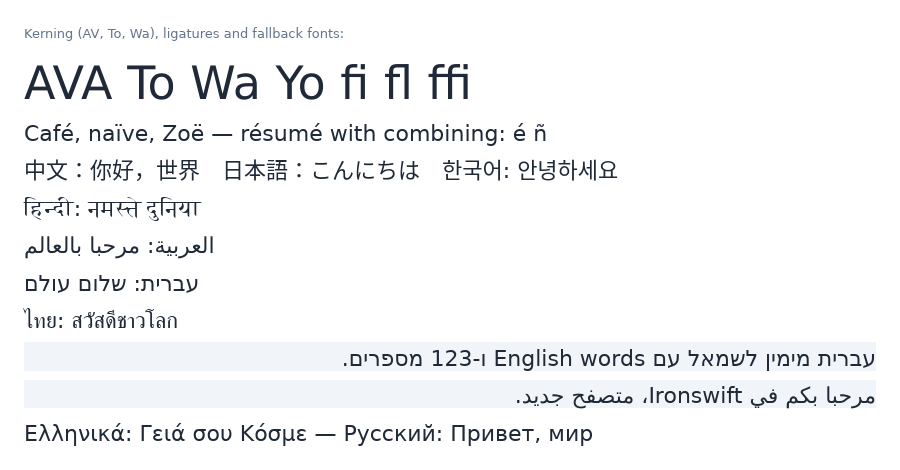 Kerning (AV, To, Wa), ligatures and fallback fonts:
AVA To Wa Yo fi fl ffi
Café, naïve, Zoë — résumé with combining: é ñ
中文：你好，世界 日本語：こんにちは 한국어: 안녕하세요
हिन्दी: नमस्ते दुनिया
العربية: مرحبا بالعالم
עברית: שלום עולם
ไทย: สวัสดีชาวโลก
עברית מימין לשמאל עם English words ו-123 מספרים.
مرحبا بكم في Ironswift، متصفح جديد.
Ελληνικά: Γειά σου Κόσμε — Русский: Привет, мир